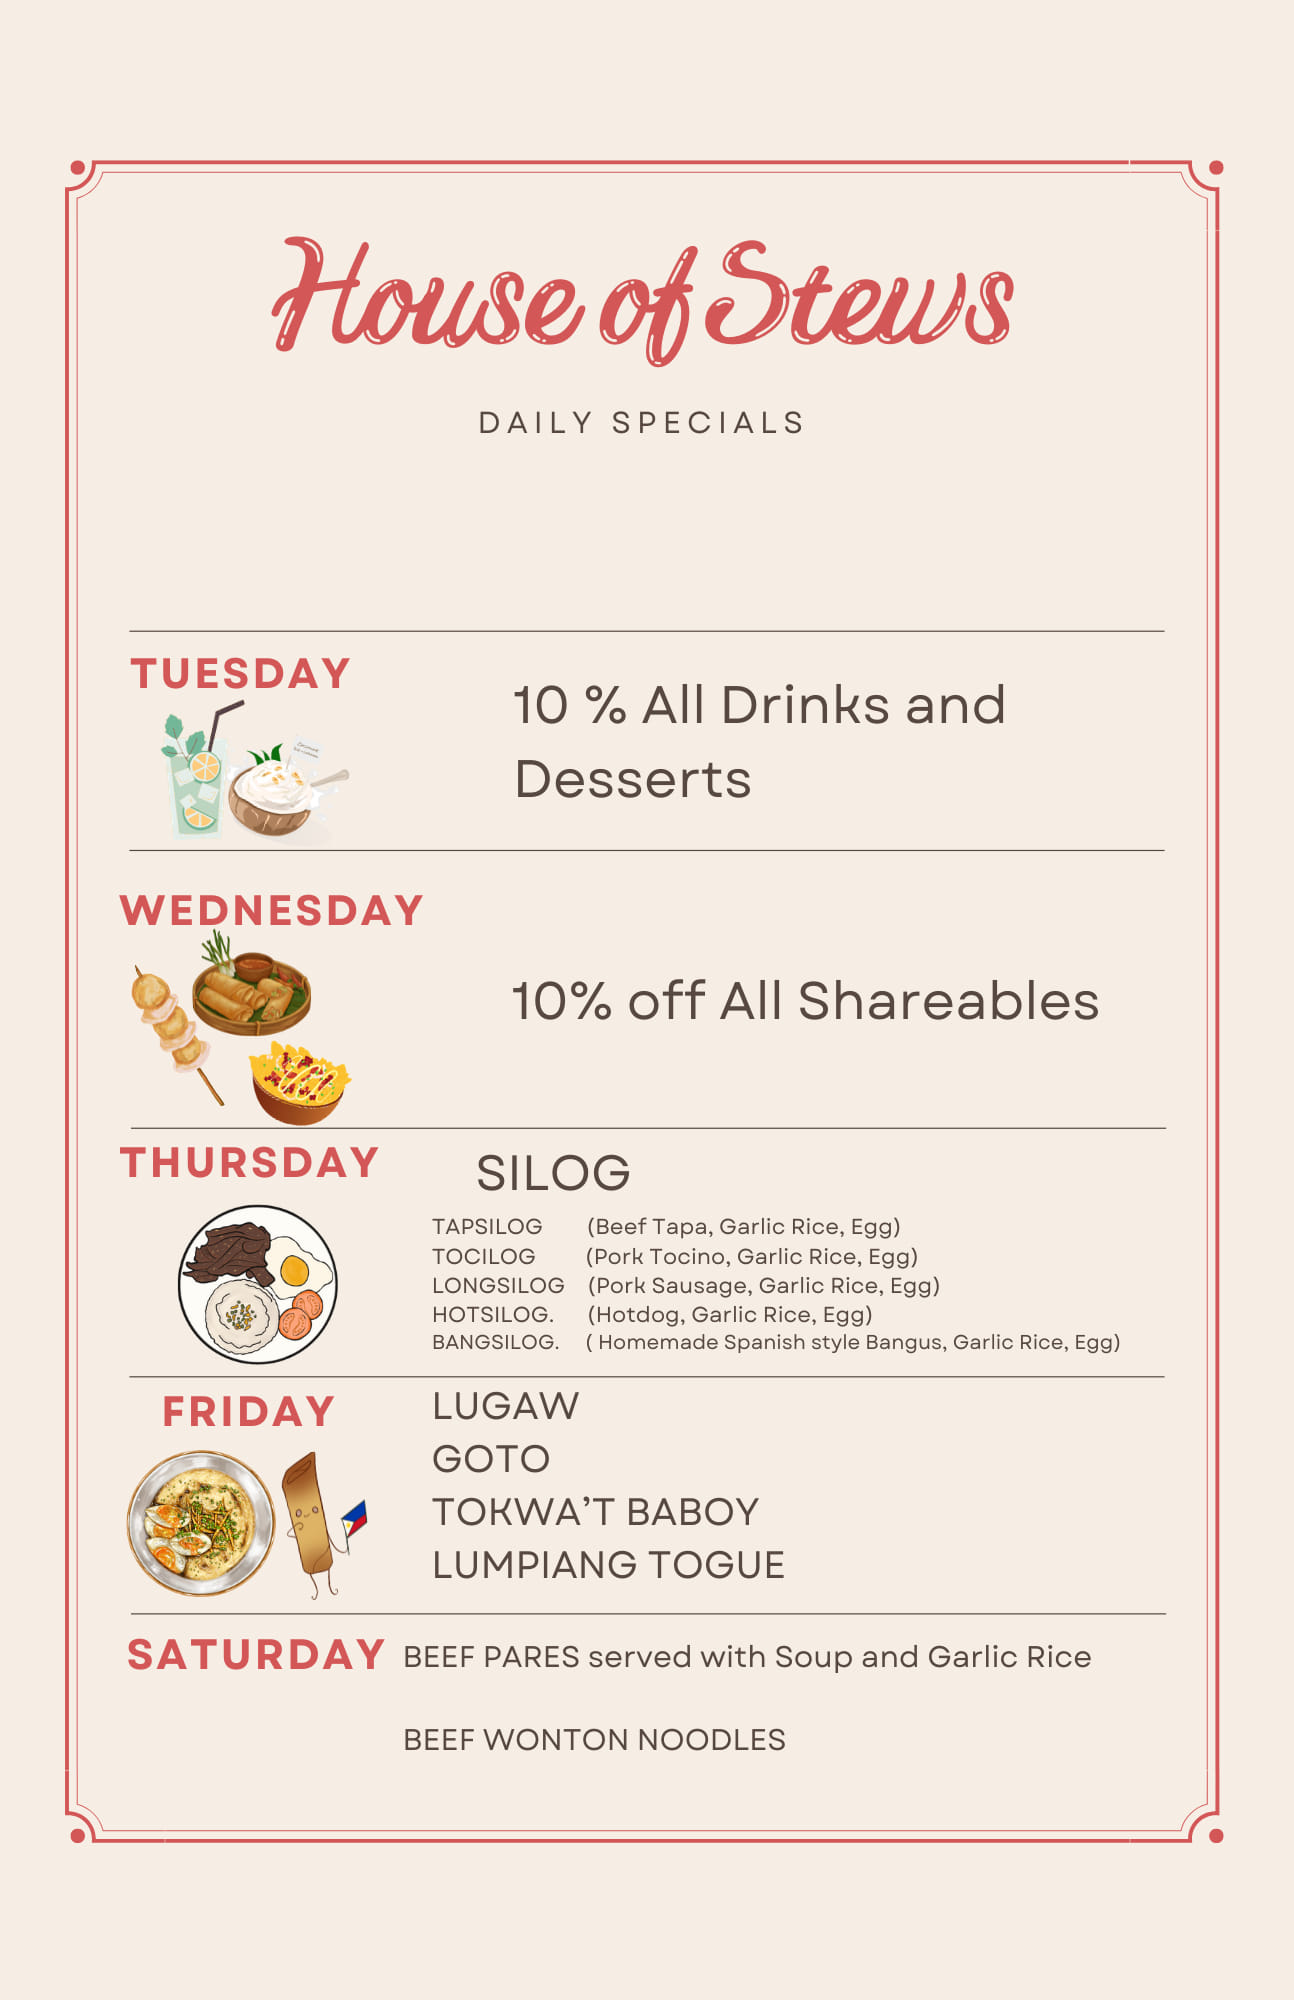 House of Stews
DAILY SPECIALS
TUESDAY
10 % All Drinks and
Desserts
WEDNESDAY
10% off All Shareables
THURSDAY
SILOG
TAPSILOG (Beef Tapa, Garlic Rice, Egg)
TOCILOG (Pork Tocino, Garlic Rice, Egg)
LONGSILOG (Pork Sausage, Garlic Rice, Egg)
HOTSILOG. (Hotdog, Garlic Rice, Egg)
BANGSILOG. ( Homemade Spanish style Bangus, Garlic Rice, Egg)
FRIDAY
LUGAW
GOTO
TOKWA’T BABOY
LUMPIANG TOGUE
SATURDAY BEEF PARES served with Soup and Garlic Rice
BEEF WONTON NOODLES